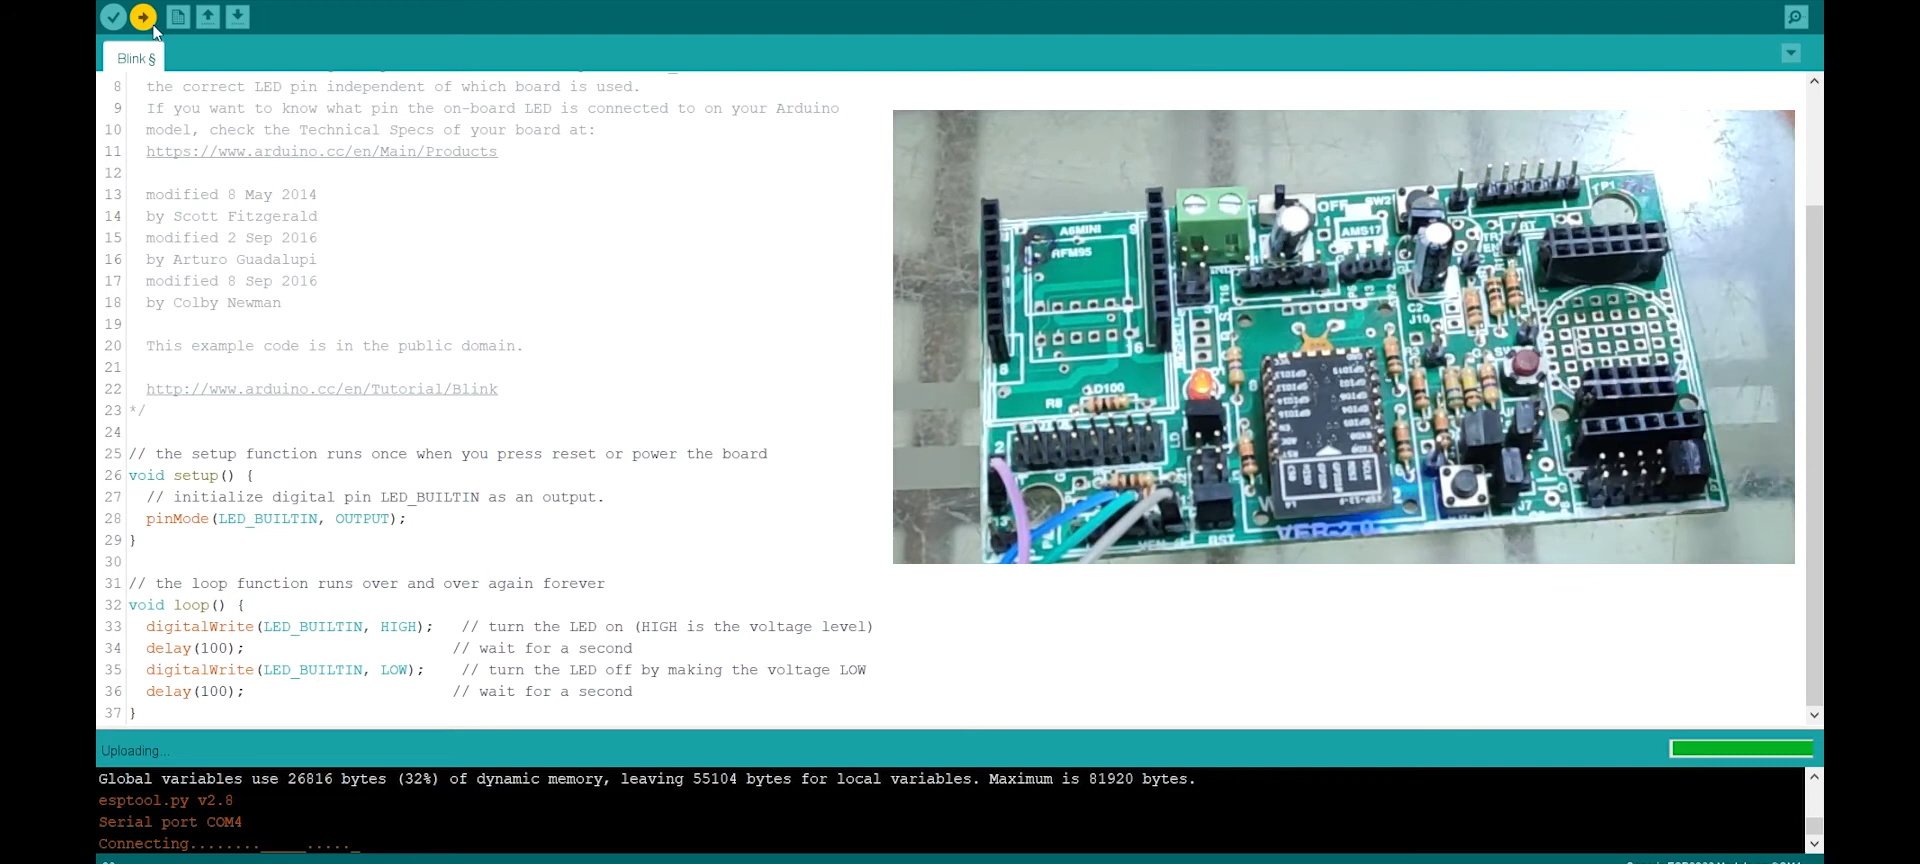 Blink §
8 the correct LED pin independent of which board is used.
9 If you want to know what pin the on-board LED is connected to on your Arduino
10 model, check the Technical Specs of your board at:
11 https://www.arduino.cc/en/Main/Products
12
13 modified 8 May 2014
14 by Scott Fitzgerald
15 modified 2 Sep 2016
16 by Arturo Guadalupi
17 modified 8 Sep 2016
18 by Colby Newman
19
20 This example code is in the public domain.
21
22 http://www.arduino.cc/en/Tutorial/Blink
23 */
24
25 // the setup function runs once when you press reset or power the board
26 void setup() {
27 // initialize digital pin LED_BUILTIN as an output.
28 pinMode(LED_BUILTIN, OUTPUT);
29 }
30
31 // the loop function runs over and over again forever
32 void loop() {
33 digitalWrite(LED_BUILTIN, HIGH); // turn the LED on (HIGH is the voltage level)
34 delay(100); // wait for a second
35 digitalWrite(LED_BUILTIN, LOW); // turn the LED off by making the voltage LOW
36 delay(100); // wait for a second
37 }
A6MINI
RFM95
OFF
SW2
AMS17
TP1
C2
J10
LD100
R8
J7
RST
VER-2.0
Uploading...
Global variables use 26816 bytes (32%) of dynamic memory, leaving 55104 bytes for local variables. Maximum is 81920 bytes.
esptool.py v2.8
Serial port COM4
Connecting........_____....._